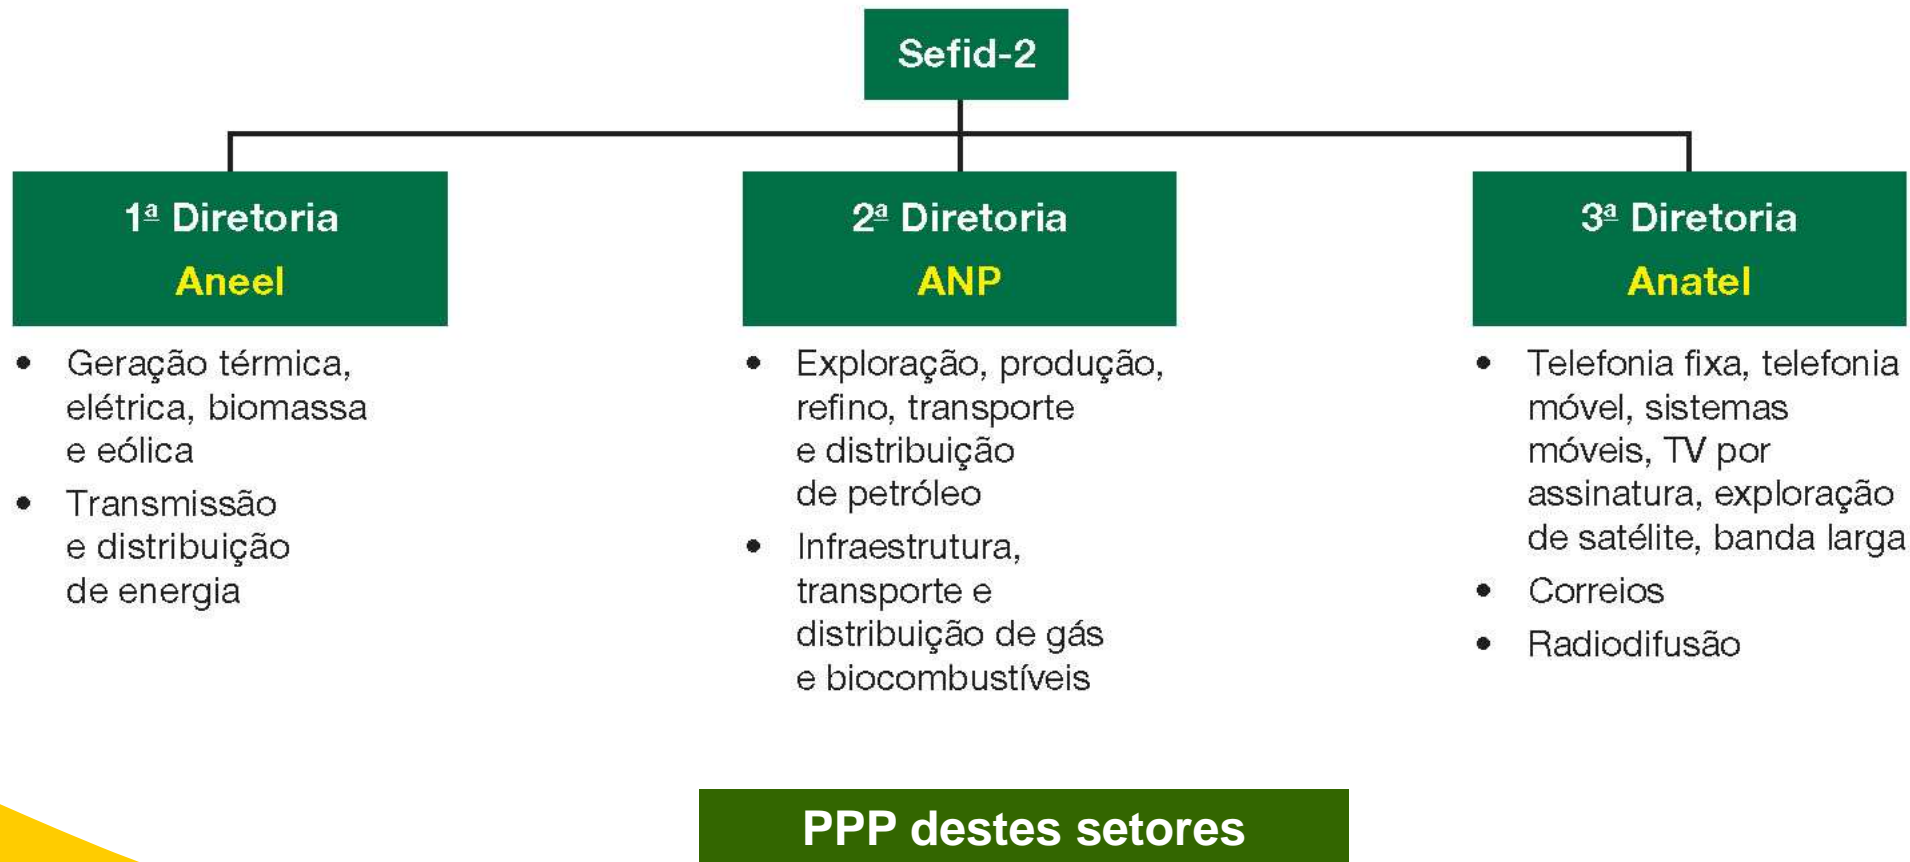 Sefid-2
1ª Diretoria
Aneel
• Geração térmica,
elétrica, biomassa
e eólica
• Transmissão
e distribuição
de energia
2ª Diretoria
ANP
• Exploração, produção,
refino, transporte
e distribuição
de petróleo
• Infraestrutura,
transporte e
distribuição de gás
e biocombustíveis
3ª Diretoria
Anatel
• Telefonia fixa, telefonia
móvel, sistemas
móveis, TV por
assinatura, exploração
de satélite, banda larga
• Correios
• Radiodifusão
PPP destes setores